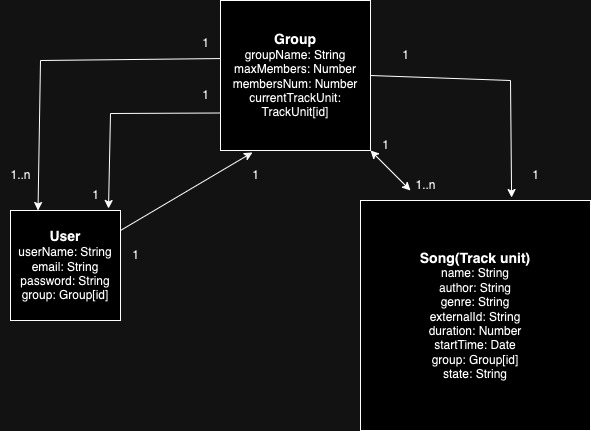 Group
groupName: String
maxMembers: Number
membersNum: Number
currentTrackUnit:
TrackUnit[id]
1
1
1
1
1..n
1
1
1
1..n
1
User
userName: String
email: String
password: String
group: Group[id]
Song(Track unit)
name: String
author: String
genre: String
externalId: String
duration: Number
startTime: Date
group: Group[id]
state: String